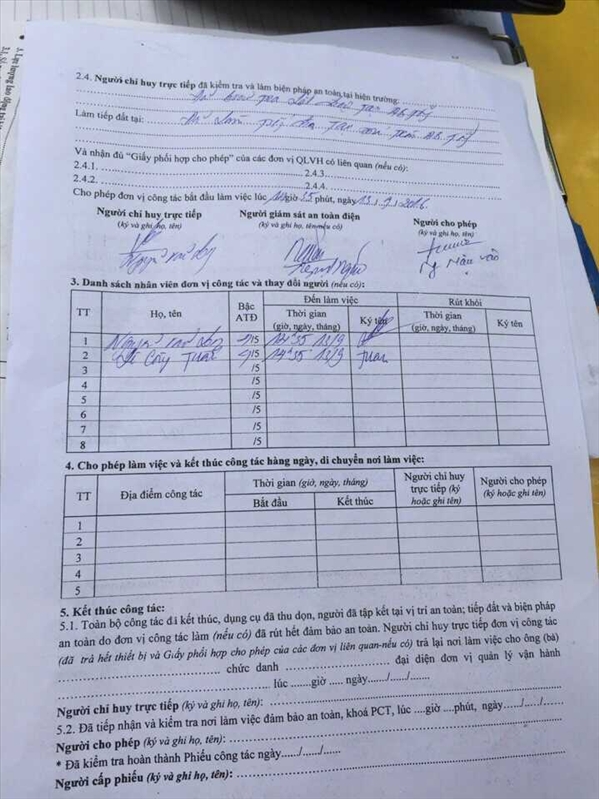 2.4. Người chỉ huy trực tiếp đã kiểm tra và làm biện pháp an toàn tại hiện trường:
Làm tiếp đất tại:
Và nhận đủ “Giấy phối hợp cho phép” của các đơn vị QLVH có liên quan (nếu có):
2.4.1. 2.4.3.
2.4.2. 2.4.4.
Cho phép đơn vị công tác bắt đầu làm việc lúc 14 giờ 35 phút, ngày 13/9/2016
Người chỉ huy trực tiếp Người giám sát an toàn điện Người cho phép
(ký và ghi họ, tên) (ký và ghi họ, tên nếu có) (ký và ghi họ, tên)
3. Danh sách nhân viên đơn vị công tác và thay đổi người (nếu có):
TT Họ, tên Bậc ATĐ Đến làm việc Rút khỏi
Thời gian (giờ, ngày, tháng) Ký tên Thời gian (giờ, ngày, tháng) Ký tên
1 Nguyễn /5 14h35 13/9
2 Tuấn /5 14h35 13/9 Tuấn
3 /5
4 /5
5 /5
6 /5
7 /5
8 /5
4. Cho phép làm việc và kết thúc công tác hàng ngày, di chuyển nơi làm việc:
TT Địa điểm công tác Thời gian (giờ, ngày, tháng) Người chỉ huy trực tiếp (ký hoặc ghi tên) Người cho phép (ký hoặc ghi tên)
Bắt đầu Kết thúc
1
2
3
4
5
5. Kết thúc công tác:
5.1. Toàn bộ công tác đã kết thúc, dụng cụ đã thu dọn, người đã tập kết tại vị trí an toàn; tiếp đất và biện pháp
an toàn do đơn vị công tác làm (nếu có) đã rút hết đảm bảo an toàn. Người chỉ huy trực tiếp đơn vị công tác
(đã trả hết thiết bị và Giấy phối hợp cho phép của các đơn vị liên quan-nếu có) trả lại nơi làm việc cho ông (bà)
chức danh đại diện đơn vị quản lý vận hành
lúc ......giờ ..... ngày....../....../......
Người chỉ huy trực tiếp (ký và ghi họ, tên):
5.2. Đã tiếp nhận và kiểm tra nơi làm việc đảm bảo an toàn, khoá PCT, lúc ....giờ ....phút, ngày....../....../......
Người cho phép (ký và ghi họ, tên):
* Đã kiểm tra hoàn thành Phiếu công tác ngày....../....../......
Người cấp phiếu (ký và ghi họ, tên):